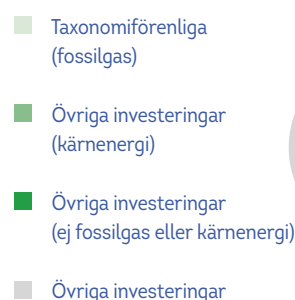 Taxonomiförenliga
(fossilgas)
Övriga investeringar
(kärnenergi)
Övriga investeringar
(ej fossilgas eller kärnenergi)
Övriga investeringar